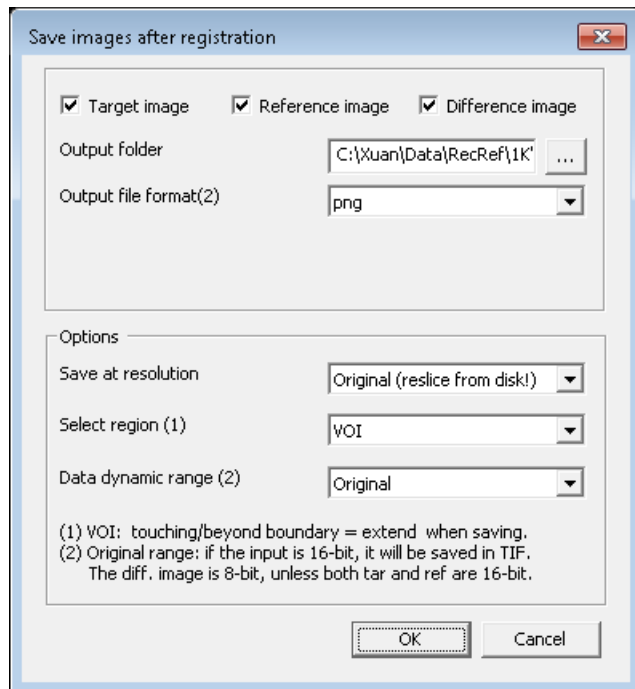 Save images after registration
Target image Reference image Difference image
Output folder C:\Xuan\Data\RecRef\1K' ...
Output file format(2) png
Options
Save at resolution Original (reslice from disk!)
Select region (1) VOI
Data dynamic range (2) Original
(1) VOI: touching/beyond boundary = extend when saving.
(2) Original range: if the input is 16-bit, it will be saved in TIF.
The diff. image is 8-bit, unless both tar and ref are 16-bit.
OK Cancel